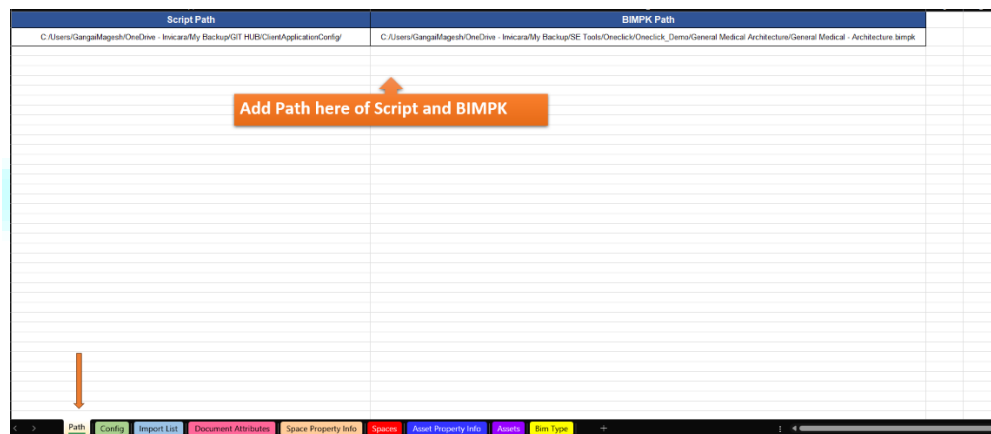 Script Path
BIMPK Path
C:/Users/GangaiMagesh/OneDrive - Invicara/My Backup/GIT HUB/ClientApplicationConfig/
C:/Users/GangaiMagesh/OneDrive - Invicara/My Backup/SE Tools/Oneclick/Oneclick_Demo/General Medical Architecture/General Medical - Architecture.bimpk
Add Path here of Script and BIMPK
Path
Config
Import List
Document Attributes
Space Property Info
Spaces
Asset Property Info
Assets
Bim Type